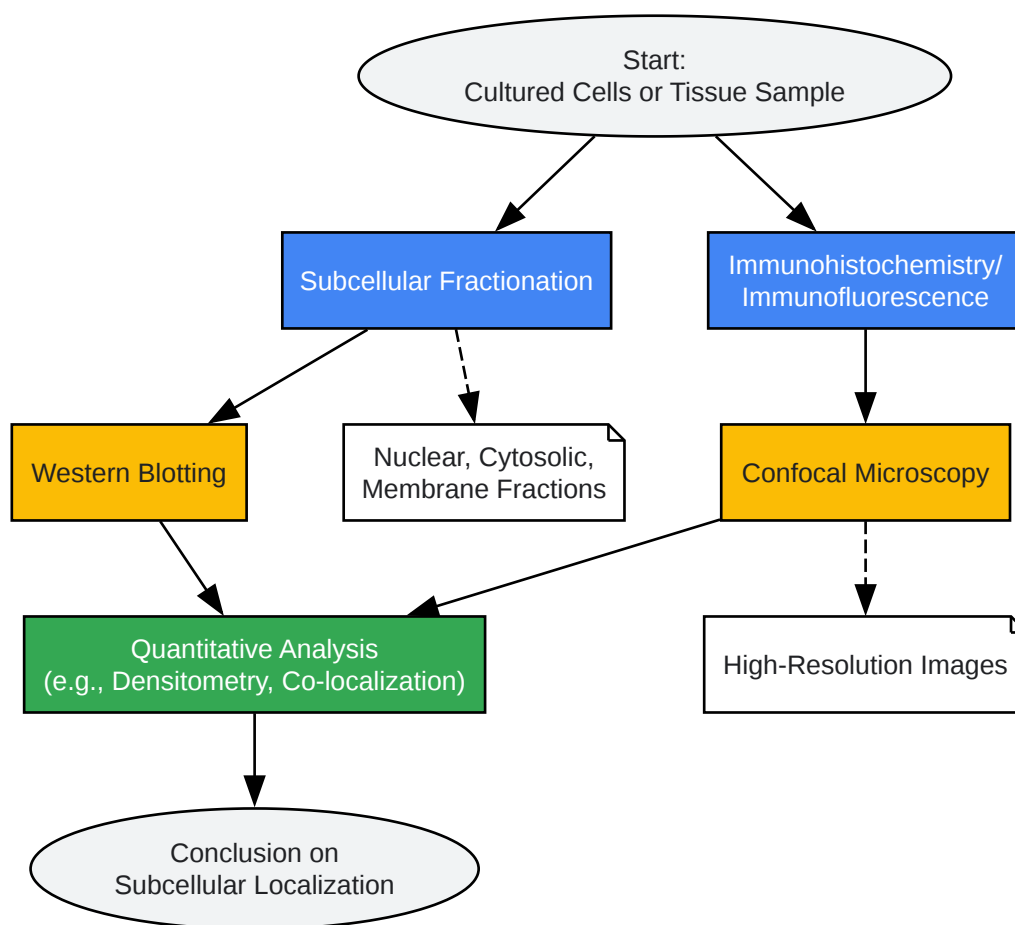 Start:
Cultured Cells or Tissue Sample
Subcellular Fractionation
Immunohistochemistry/
Immunofluorescence
Western Blotting
Nuclear, Cytosolic,
Membrane Fractions
Confocal Microscopy
Quantitative Analysis
(e.g., Densitometry, Co-localization)
High-Resolution Images
Conclusion on
Subcellular Localization